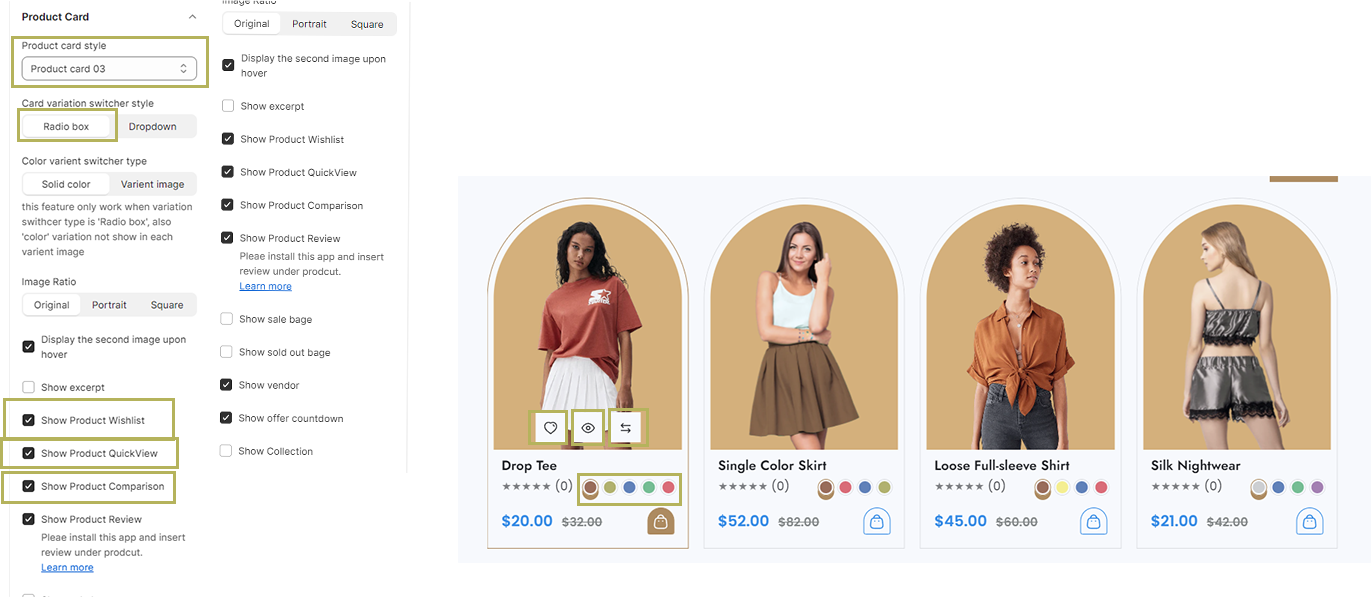 Product Card
Product card style
Product card 03
Card variation switcher style
Radio box
Dropdown
Color varient switcher type
Solid color
Varient image
this feature only work when variation
swithcer type is 'Radio box', also
'color' variation not show in each
varient image
Image Ratio
Original
Portrait
Square
Display the second image upon
hover
Show excerpt
Show Product Wishlist
Show Product QuickView
Show Product Comparison
Show Product Review
Pleae install this app and insert
review under prodcut.
Learn more
Image Ratio
Original
Portrait
Square
Display the second image upon
hover
Show excerpt
Show Product Wishlist
Show Product QuickView
Show Product Comparison
Show Product Review
Pleae install this app and insert
review under prodcut.
Learn more
Show sale bage
Show sold out bage
Show vendor
Show offer countdown
Show Collection
Drop Tee
(0)
$20.00 $32.00
Single Color Skirt
(0)
$52.00 $82.00
Loose Full-sleeve Shirt
(0)
$45.00 $60.00
Silk Nightwear
(0)
$21.00 $42.00